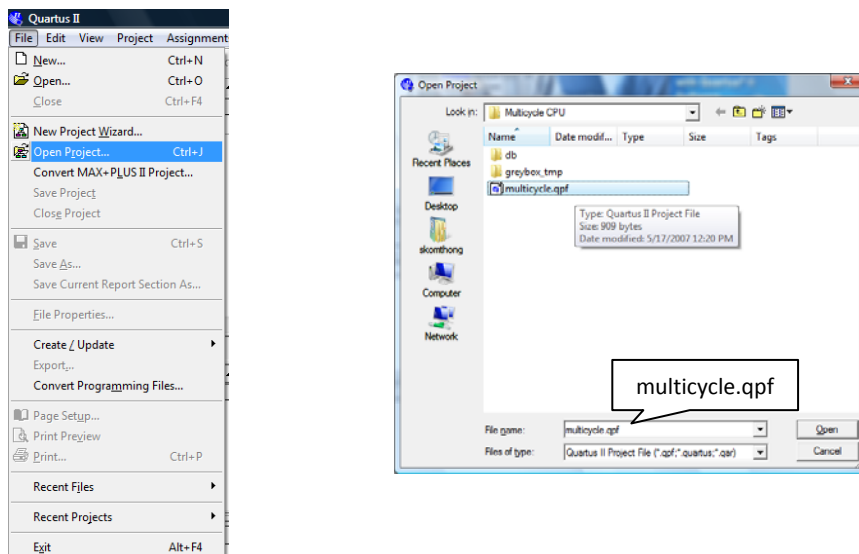 Quartus II
File Edit View Project Assignment
New... Ctrl+N
Open... Ctrl+O
Close Ctrl+F4
New Project Wizard...
Open Project... Ctrl+J
Convert MAX+PLUS II Project...
Save Project
Close Project
Save Ctrl+S
Save As...
Save Current Report Section As...
File Properties...
Create / Update
Export...
Convert Programming Files...
Page Setup...
Print Preview
Print... Ctrl+P
Recent Files
Recent Projects
Exit Alt+F4
Open Project
Look in: Multicycle CPU
Name Date modif... Type Size Tags
db
greybox_tmp
multicycle.qpf
Type: Quartus II Project File
Size: 909 bytes
Date modified: 5/17/2007 12:20 PM
Recent Places
Desktop
skomthong
Computer
Network
multicycle.qpf
File name: multicycle.qpf Open
Files of type: Quartus II Project File (*.qpf;*.quartus;*.qar) Cancel